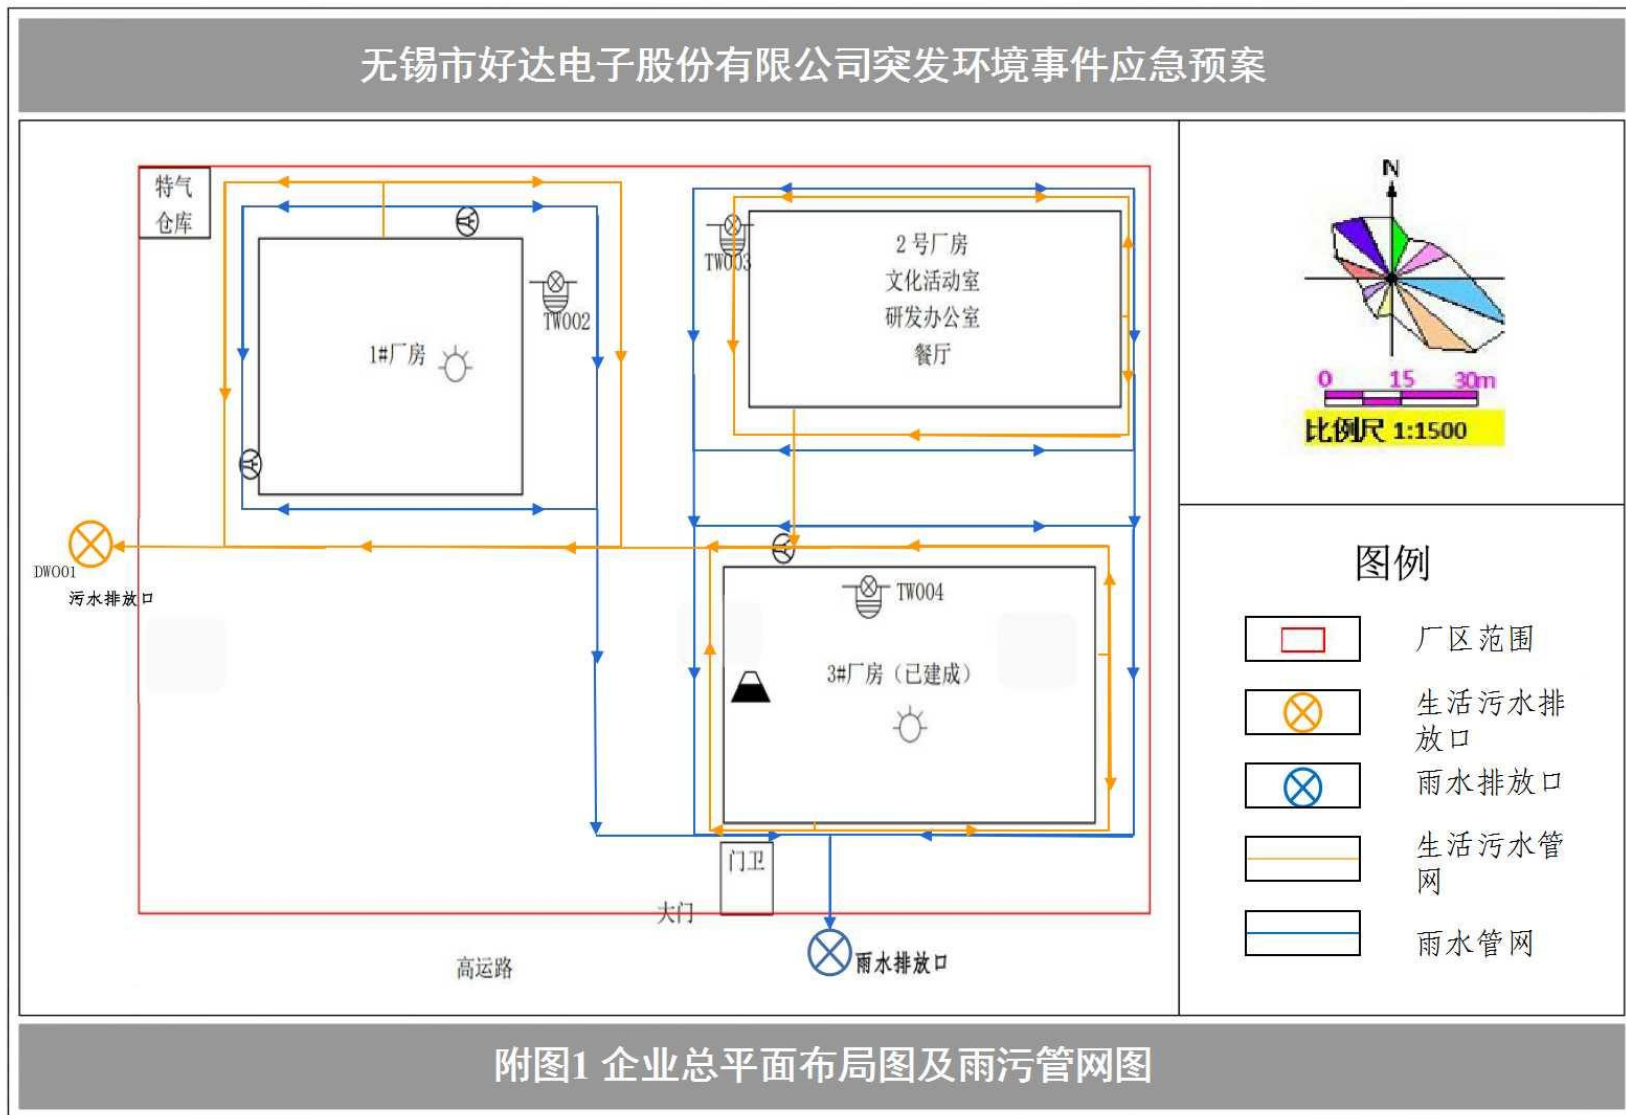 无锡市好达电子股份有限公司突发环境事件应急预案
特气
仓库
TW002
1#厂房
TW003
2号厂房
文化活动室
研发办公室
餐厅
DW001
污水排放口
TW004
3#厂房（已建成）
门卫
大门
高运路
雨水排放口
N
0 15 30m
比例尺 1:1500
图例
厂区范围
生活污水排
放口
雨水排放口
生活污水管
网
雨水管网
附图1 企业总平面布局图及雨污管网图